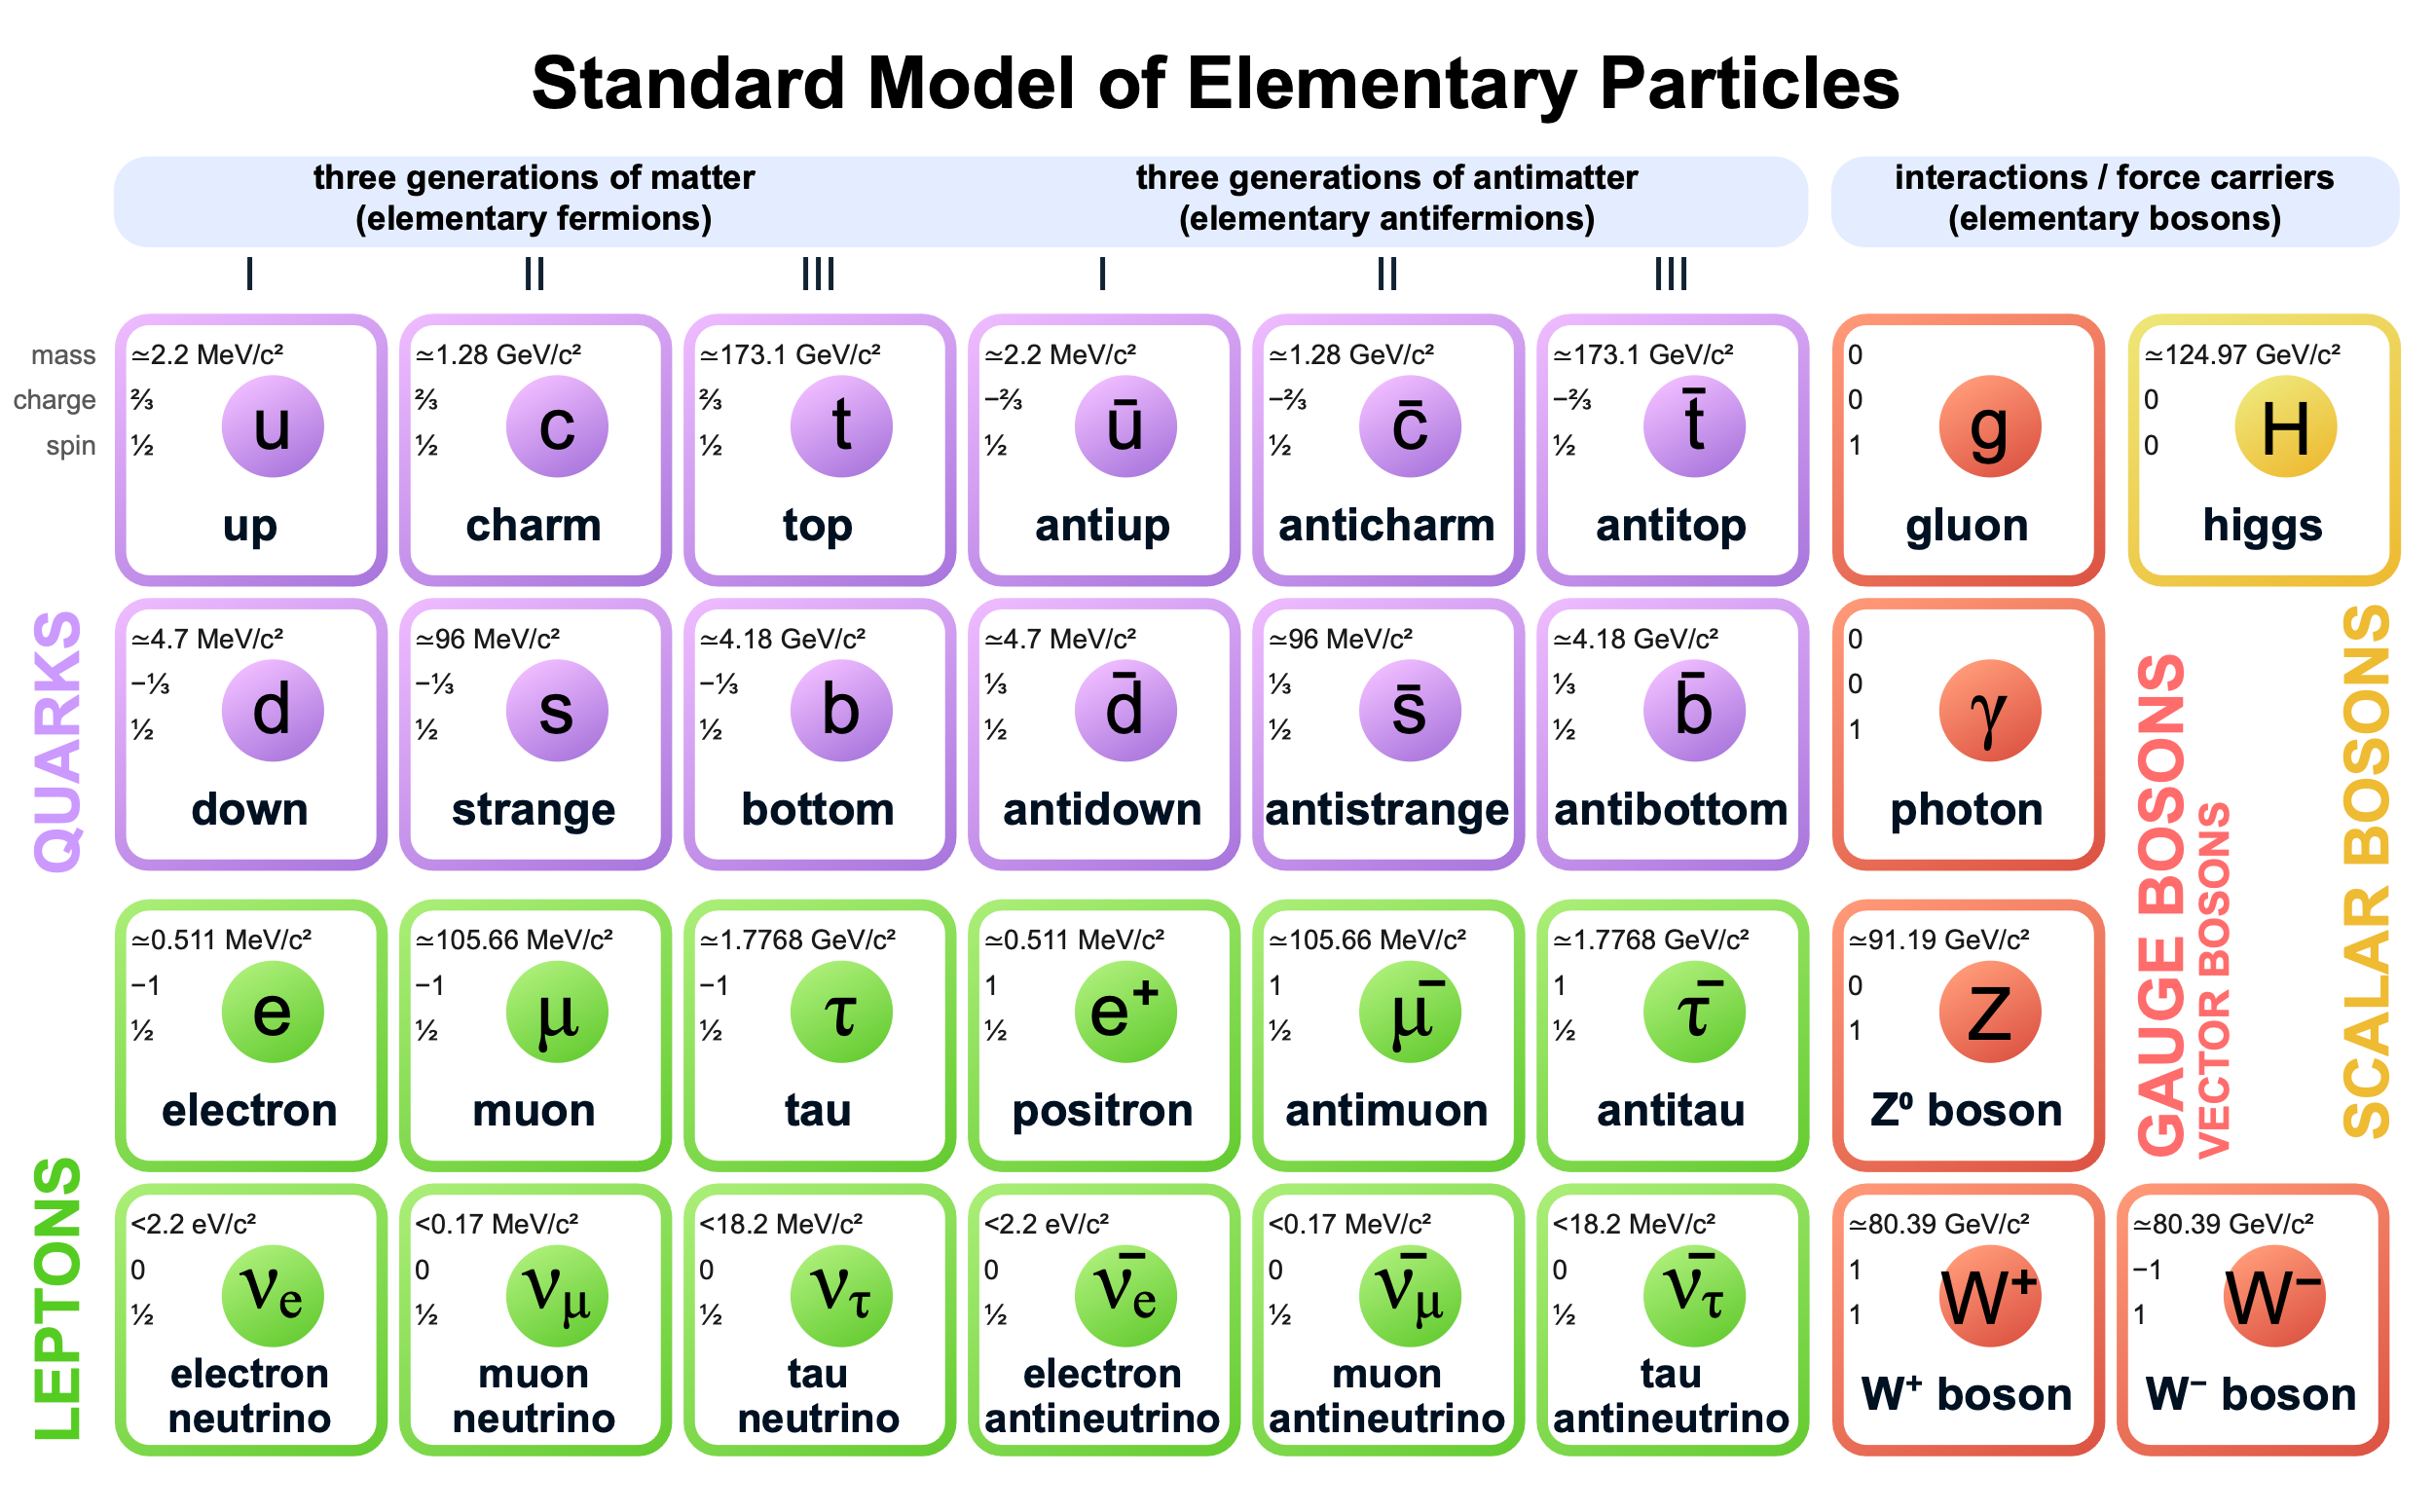 Standard Model of Elementary Particles
three generations of matter
(elementary fermions)
three generations of antimatter
(elementary antifermions)
interactions / force carriers
(elementary bosons)
I
II
III
I
II
III
mass
charge
spin
≃2.2 MeV/c²
⅔
½
u
up
≃1.28 GeV/c²
⅔
½
c
charm
≃173.1 GeV/c²
⅔
½
t
top
≃2.2 MeV/c²
−⅔
½
ū
antiup
≃1.28 GeV/c²
−⅔
½
c̄
anticharm
≃173.1 GeV/c²
−⅔
½
t̄
antitop
0
0
1
g
gluon
≃124.97 GeV/c²
0
0
H
higgs
QUARKS
≃4.7 MeV/c²
−⅓
½
d
down
≃96 MeV/c²
−⅓
½
s
strange
≃4.18 GeV/c²
−⅓
½
b
bottom
≃4.7 MeV/c²
⅓
½
d̄
antidown
≃96 MeV/c²
⅓
½
s̄
antistrange
≃4.18 GeV/c²
⅓
½
b̄
antibottom
0
0
1
γ
photon
GAUGE BOSONS
VECTOR BOSONS
SCALAR BOSONS
LEPTONS
≃0.511 MeV/c²
−1
½
e
electron
≃105.66 MeV/c²
−1
½
μ
muon
≃1.7768 GeV/c²
−1
½
τ
tau
≃0.511 MeV/c²
1
½
e⁺
positron
≃105.66 MeV/c²
1
½
μ̄
antimuon
≃1.7768 GeV/c²
1
½
τ̄
antitau
≃91.19 GeV/c²
0
1
Z
Z⁰ boson
<2.2 eV/c²
0
½
νₑ
electron
neutrino
<0.17 MeV/c²
0
½
ν_μ
muon
neutrino
<18.2 MeV/c²
0
½
ν_τ
tau
neutrino
<2.2 eV/c²
0
½
ν̄ₑ
electron
antineutrino
<0.17 MeV/c²
0
½
ν̄_μ
muon
antineutrino
<18.2 MeV/c²
0
½
ν̄_τ
tau
antineutrino
≃80.39 GeV/c²
1
1
W⁺
W⁺ boson
≃80.39 GeV/c²
−1
1
W⁻
W⁻ boson